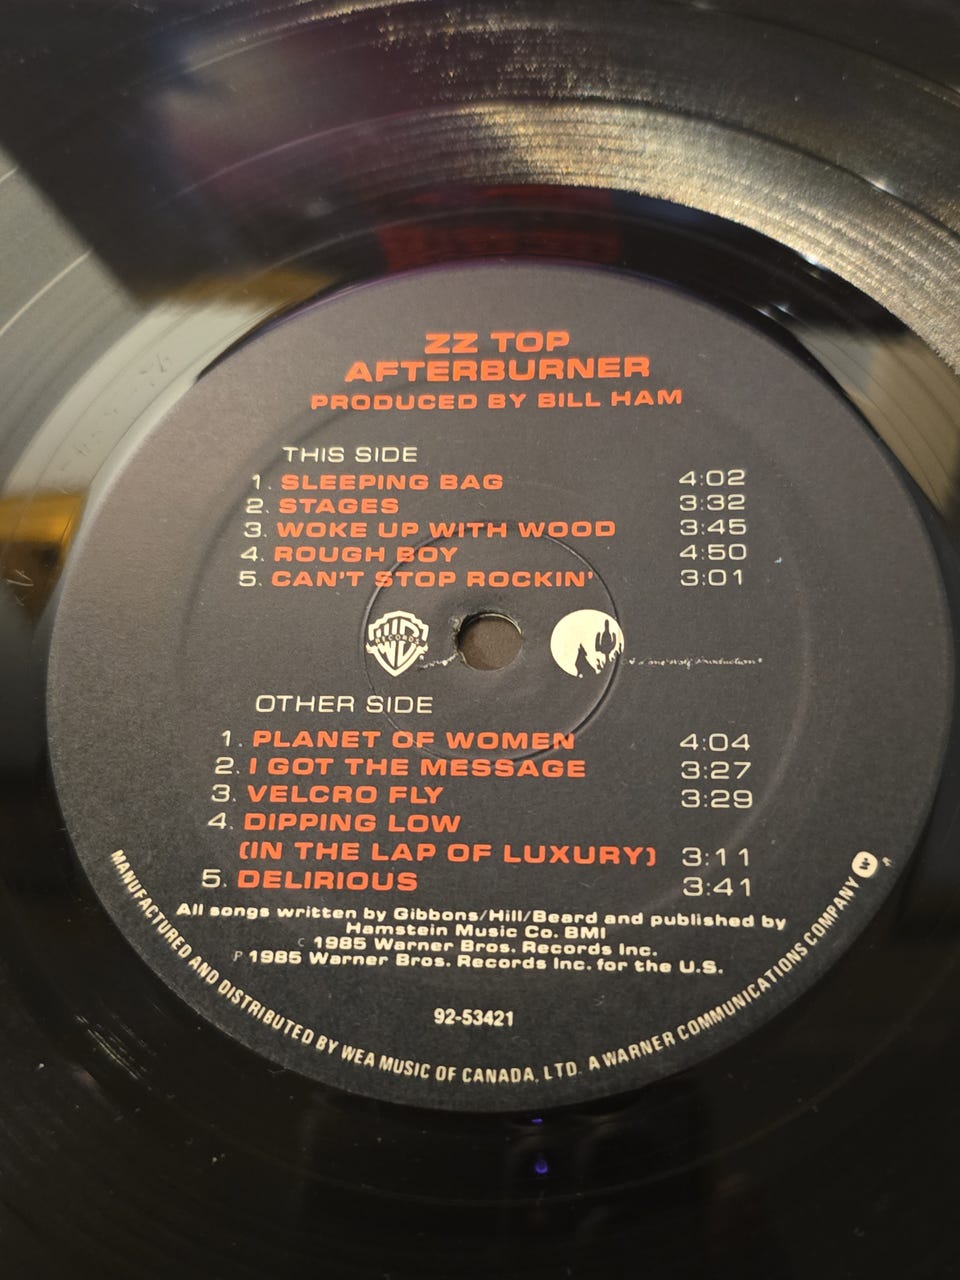 ZZ TOP
AFTERBURNER
PRODUCED BY BILL HAM
THIS SIDE
1. SLEEPING BAG 4:02
2. STAGES 3:32
3. WOKE UP WITH WOOD 3:45
4. ROUGH BOY 4:50
5. CAN'T STOP ROCKIN' 3:01
WB
RECORDS
OTHER SIDE
1. PLANET OF WOMEN 4:04
2. I GOT THE MESSAGE 3:27
3. VELCRO FLY 3:29
4. DIPPING LOW
(IN THE LAP OF LUXURY) 3:11
5. DELIRIOUS 3:41
All songs written by Gibbons/Hill/Beard and published by
Hamstein Music Co. BMI
C 1985 Warner Bros. Records Inc.
P 1985 Warner Bros. Records Inc. for the U.S.
92-53421
MANUFACTURED AND DISTRIBUTED BY WEA MUSIC OF CANADA, LTD. A WARNER COMMUNICATIONS COMPANY